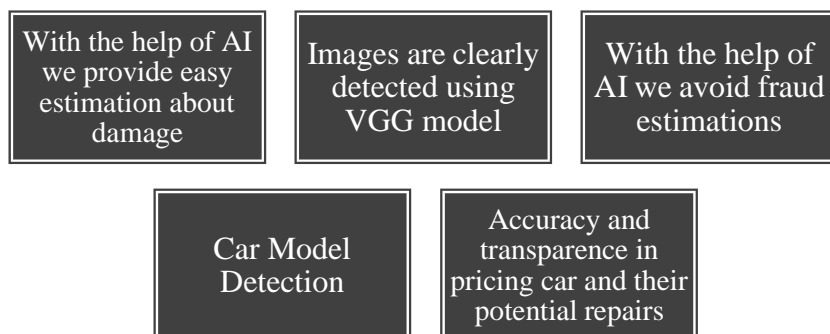 With the help of AI
we provide easy
estimation about
damage
Images are clearly
detected using
VGG model
With the help of
AI we avoid fraud
estimations
Car Model
Detection
Accuracy and
transparence in
pricing car and their
potential repairs